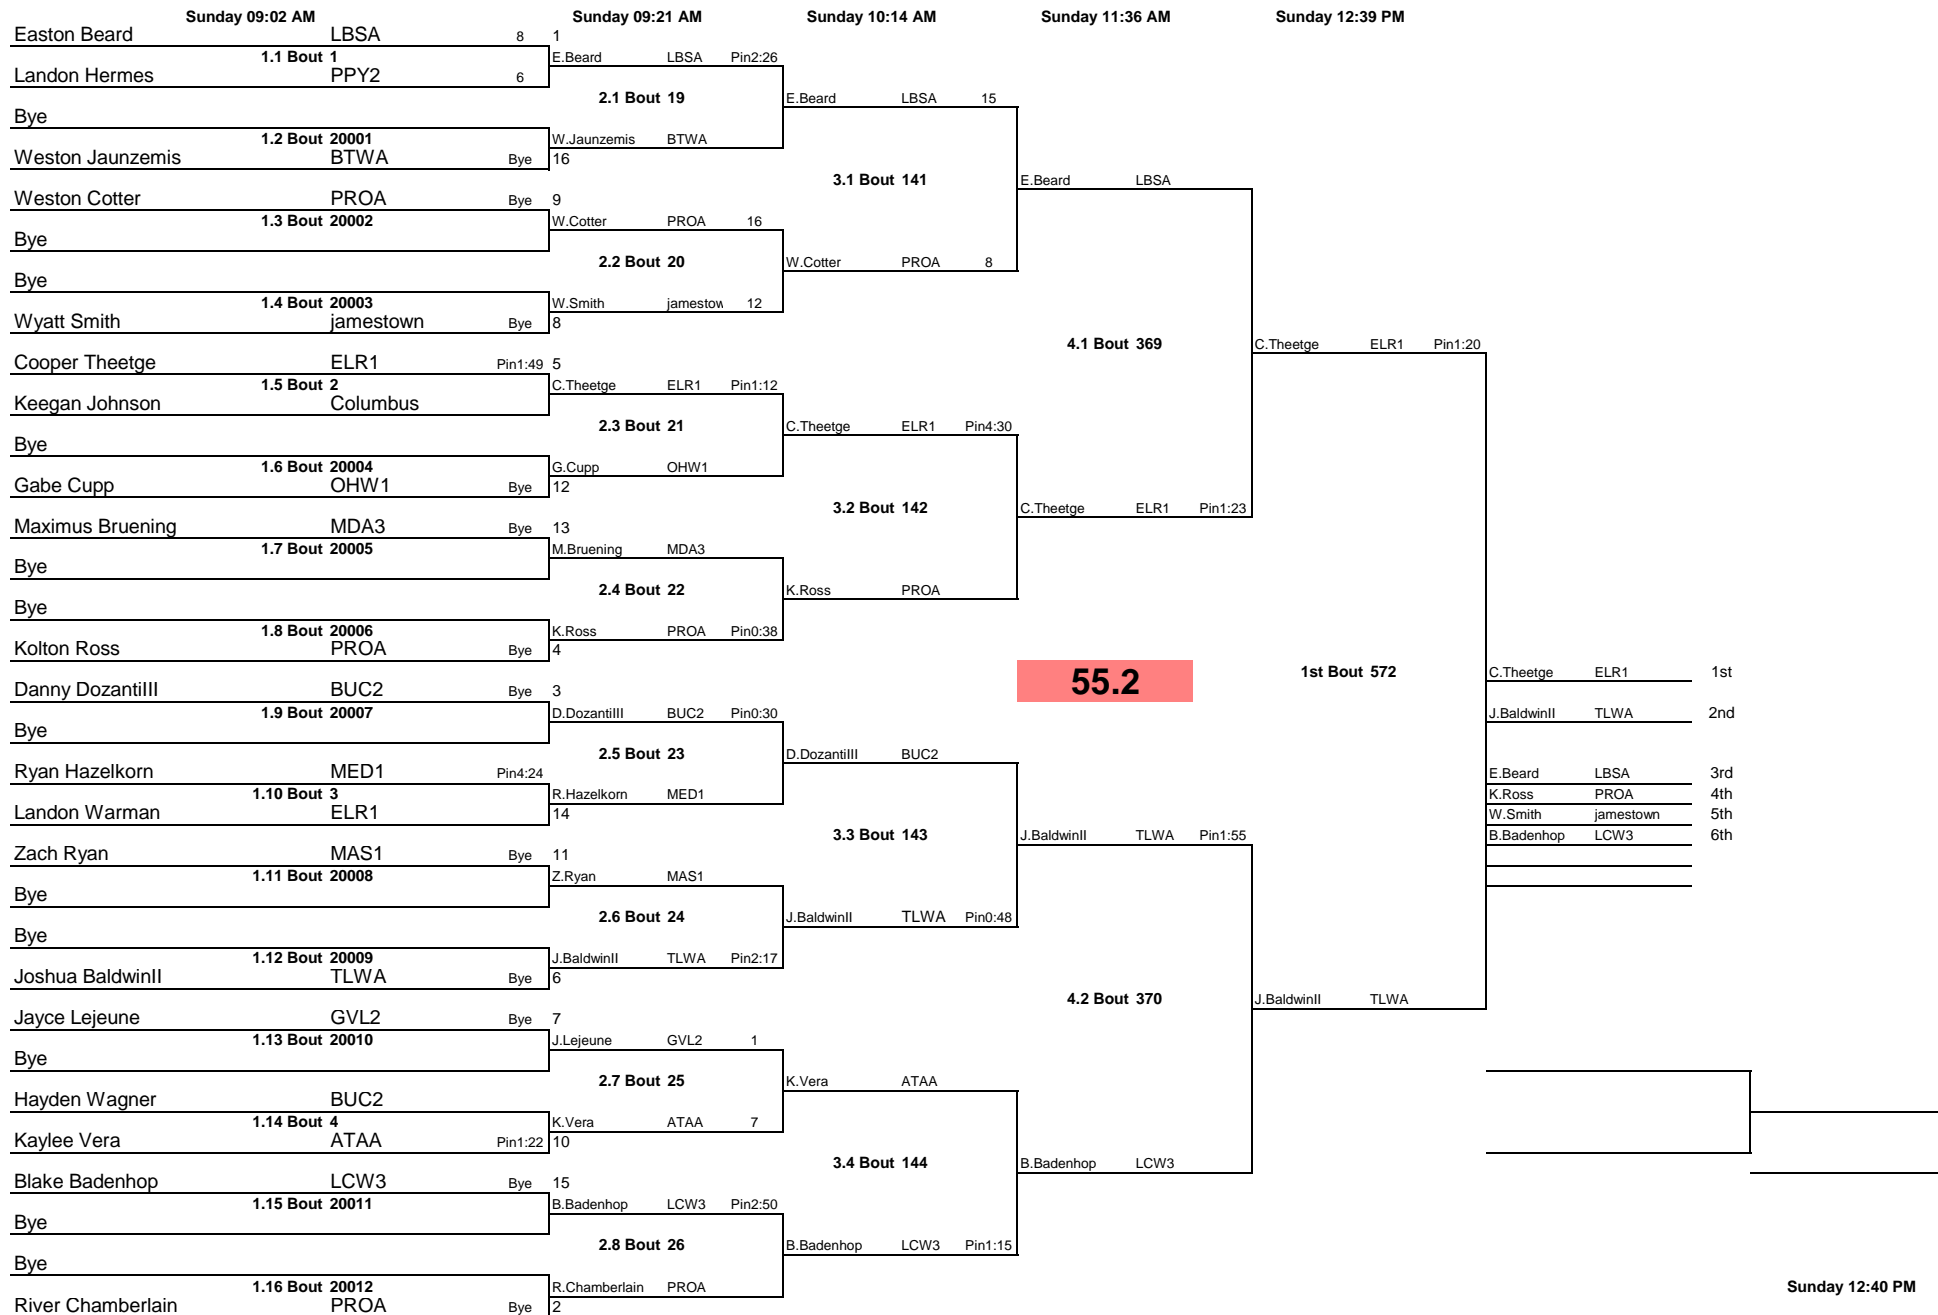 Sunday 09:02 AM Sunday 09:21 AM Sunday 10:14 AM Sunday 11:36 AM Sunday 12:39 PM
Easton Beard LBSA 8 1
1.1 Bout 1 E.Beard LBSA Pin2:26
Landon Hermes PPY2 6
2.1 Bout 19 E.Beard LBSA 15
Bye
1.2 Bout 20001 W.Jaunzemis BTWA
Weston Jaunzemis BTWA Bye 16
3.1 Bout 141 E.Beard LBSA
Weston Cotter PROA Bye 9
1.3 Bout 20002 W.Cotter PROA 16
Bye
2.2 Bout 20 W.Cotter PROA 8
Bye
1.4 Bout 20003 W.Smith jamestow 12
Wyatt Smith jamestown Bye 8
4.1 Bout 369 C.Theetge ELR1 Pin1:20
Cooper Theetge ELR1 Pin1:49 5
1.5 Bout 2 C.Theetge ELR1 Pin1:12
Keegan Johnson Columbus
2.3 Bout 21 C.Theetge ELR1 Pin4:30
Bye
1.6 Bout 20004 G.Cupp OHW1
Gabe Cupp OHW1 Bye 12
3.2 Bout 142 C.Theetge ELR1 Pin1:23
Maximus Bruening MDA3 Bye 13
1.7 Bout 20005 M.Bruening MDA3
Bye
2.4 Bout 22 K.Ross PROA
Bye
1.8 Bout 20006 K.Ross PROA Pin0:38
Kolton Ross PROA Bye 4
55.2 1st Bout 572 C.Theetge ELR1 1st
Danny DozantiIII BUC2 Bye 3
1.9 Bout 20007 D.DozantiIII BUC2 Pin0:30 J.BaldwinII TLWA 2nd
Bye
2.5 Bout 23 D.DozantiIII BUC2
Ryan Hazelkorn MED1 Pin4:24 E.Beard LBSA 3rd
1.10 Bout 3 R.Hazelkorn MED1 K.Ross PROA 4th
Landon Warman ELR1 14 W.Smith jamestown 5th
3.3 Bout 143 J.BaldwinII TLWA Pin1:55 B.Badenhop LCW3 6th
Zach Ryan MAS1 Bye 11
1.11 Bout 20008 Z.Ryan MAS1
Bye
2.6 Bout 24 J.BaldwinII TLWA Pin0:48
Bye
1.12 Bout 20009 J.BaldwinII TLWA Pin2:17
Joshua BaldwinII TLWA Bye 6
4.2 Bout 370 J.BaldwinII TLWA
Jayce Lejeune GVL2 Bye 7
1.13 Bout 20010 J.Lejeune GVL2 1
Bye
2.7 Bout 25 K.Vera ATAA
Hayden Wagner BUC2
1.14 Bout 4 K.Vera ATAA 7
Kaylee Vera ATAA Pin1:22 10
3.4 Bout 144 B.Badenhop LCW3
Blake Badenhop LCW3 Bye 15
1.15 Bout 20011 B.Badenhop LCW3 Pin2:50
Bye
2.8 Bout 26 B.Badenhop LCW3 Pin1:15
Bye
1.16 Bout 20012 R.Chamberlain PROA Sunday 12:40 PM
River Chamberlain PROA Bye 2